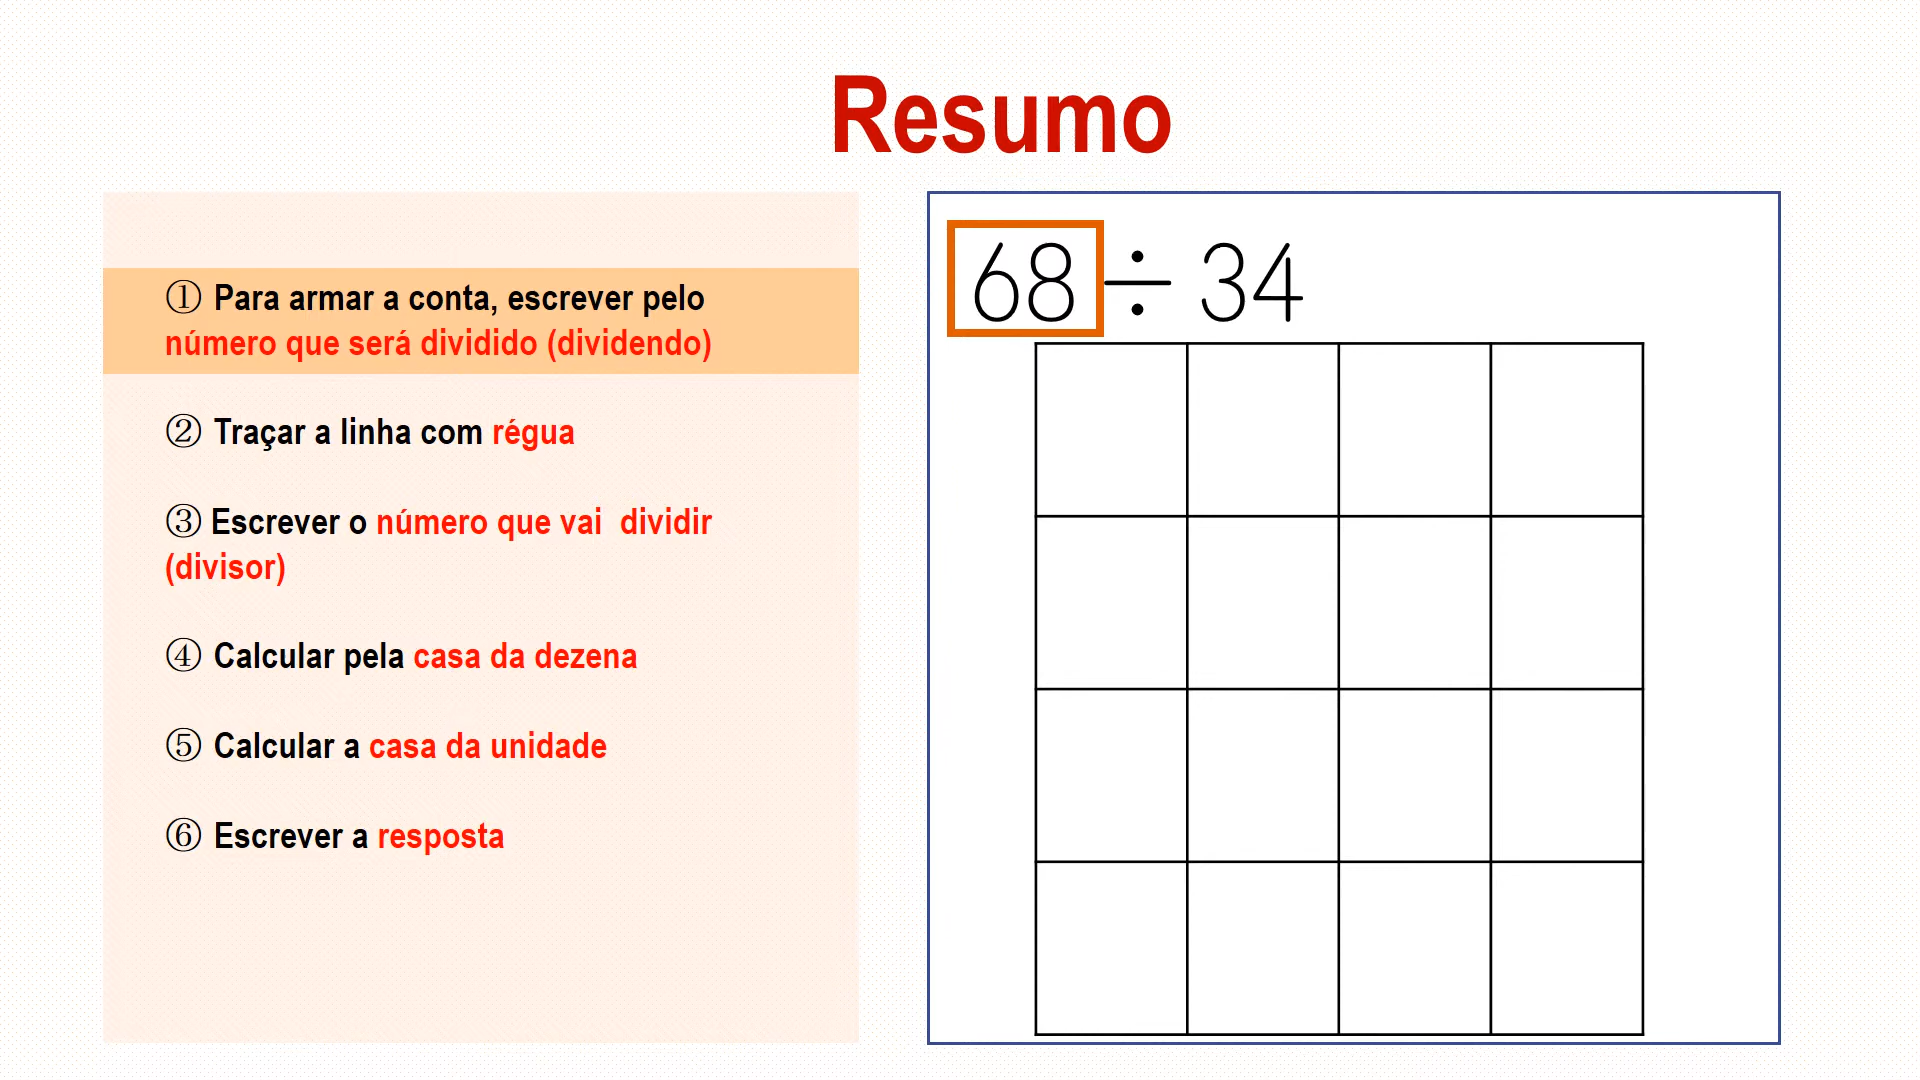 Resumo
① Para armar a conta, escrever pelo
número que será dividido (dividendo)
② Traçar a linha com régua
③ Escrever o número que vai  dividir
(divisor)
④ Calcular pela casa da dezena
⑤ Calcular a casa da unidade
⑥ Escrever a resposta
68 ÷ 34